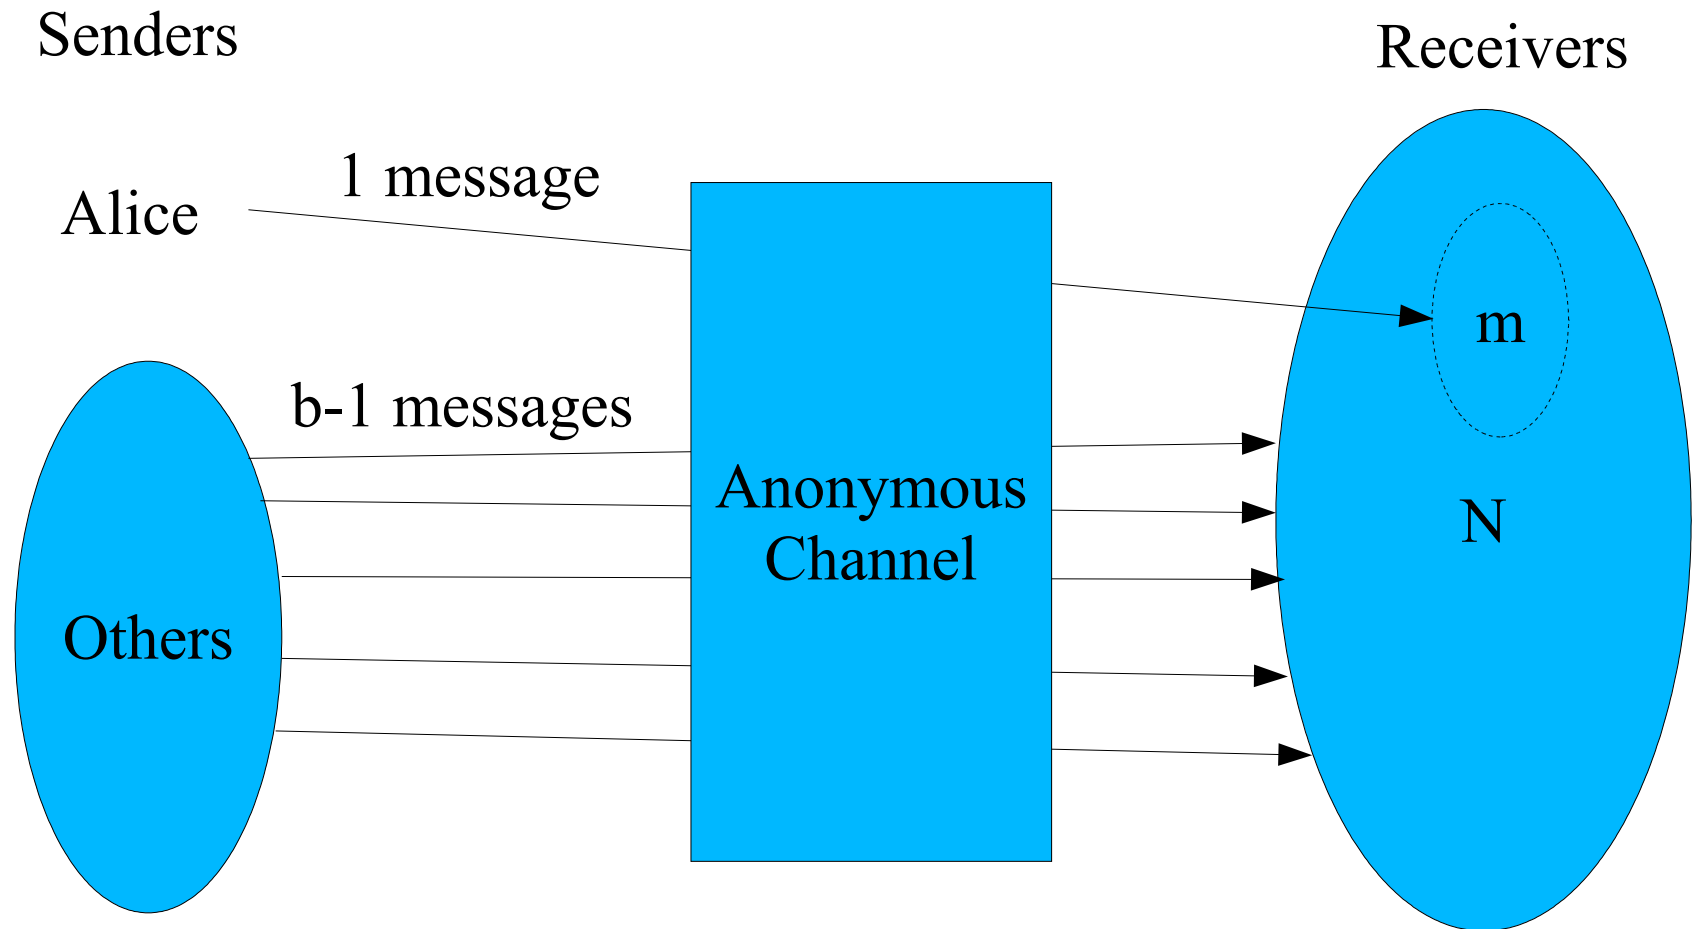 Senders
Receivers
1 message
Alice
m
b-1 messages
Anonymous
Channel
N
Others